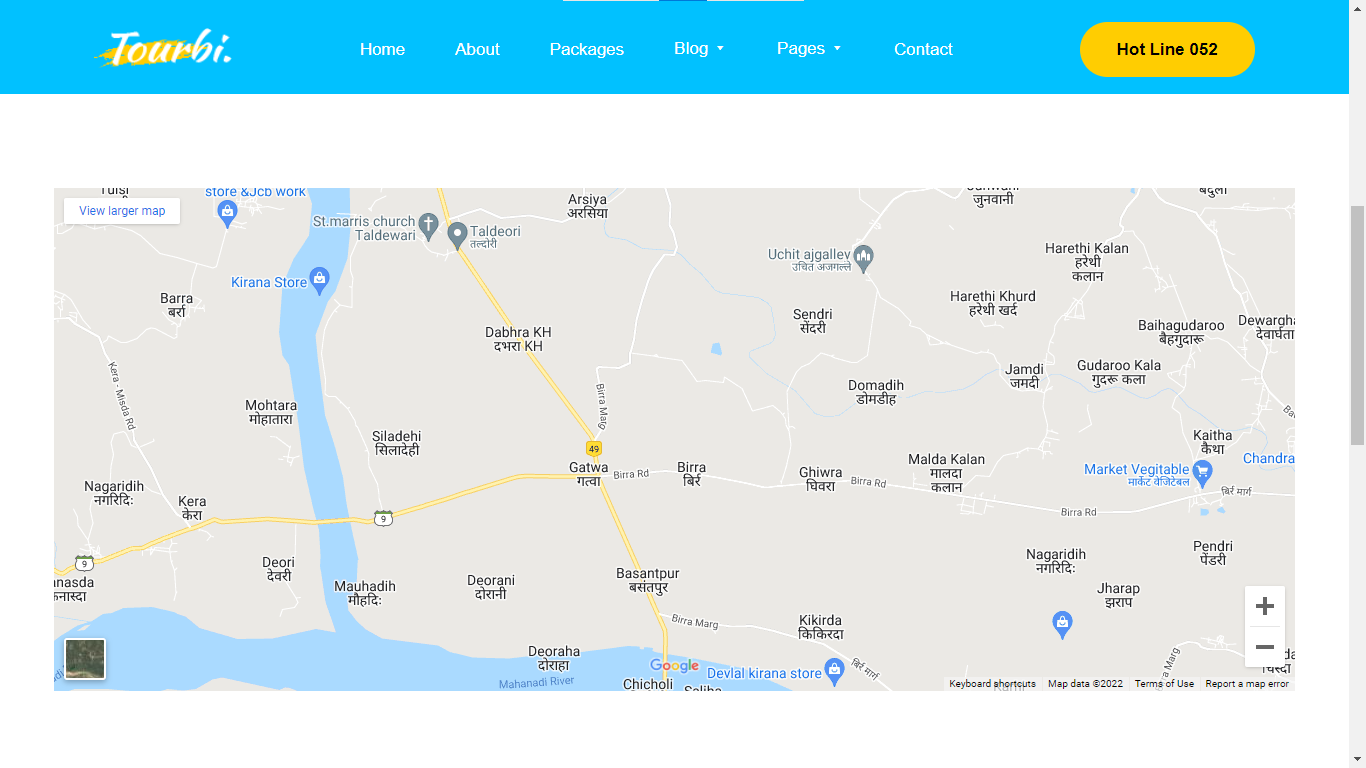 Tourbi.
Home
About
Packages
Blog
Pages
Contact
Hot Line 052
View larger map
store &Jcb work
Arsiya
अरसिया
जुनवानी
St.marris church
Taldewari
Taldeori
तल्दोरी
Uchit ajgalley
उचित अजगल्ले
Harethi Kalan
हरेथी
कलान
Kirana Store
Barra
बर्रा
Harethi Khurd
हरेथी खर्द
Sendri
सेंदरी
Baihagudaroo
बैहगुदारू
Dewargha
देवार्घता
Dabhra KH
दभरा KH
Jamdi
जमदी
Gudaroo Kala
गुदरू कला
Kera - Misda Rd
Birra Marg
Domadih
डोमडीह
Mohtara
मोहातारा
Siladehi
सिलादेही
Kaitha
कैथा
49
Gatwa
गत्वा
Birra Rd
Birra
बिर्र
Ghiwra
घिवरा
Birra Rd
Malda Kalan
मालदा
कलान
Market Vegitable
मार्केट वेजिटेबल
Chandra
बिर्र मार्ग
Nagaridih
नगरिदिः
Kera
केरा
9
Birra Rd
9
Deori
देवरी
Nagaridih
नगरिदिः
Pendri
पेंडरी
anasda
कनास्दा
Mauhadih
मौहदिः
Deorani
दोरानी
Basantpur
बसंतपुर
Jharap
झराप
Birra Marg
Kikirda
किकिरदा
Deoraha
दोराहा
Google
Devlal kirana store
बिर्र मार्ग
Mahanadi River
Chicholi
Keyboard shortcuts
Map data ©2022
Terms of Use
Report a map error